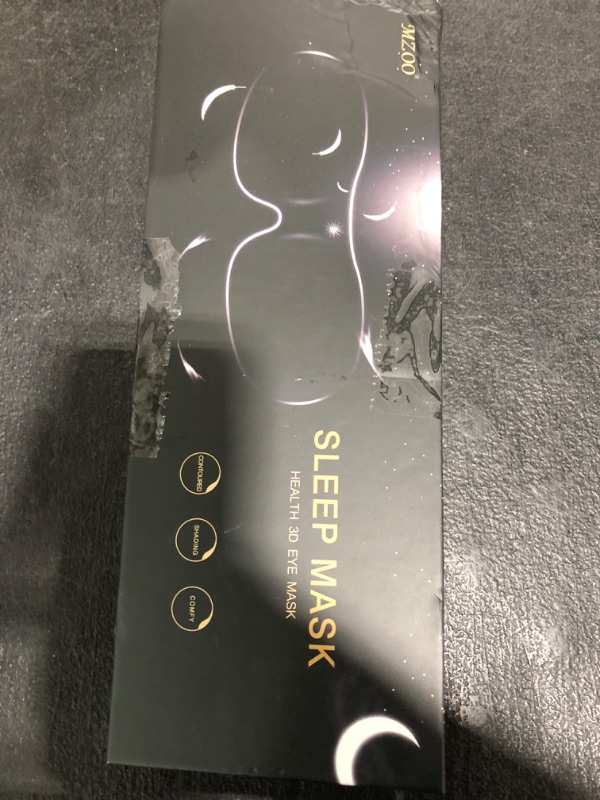 MZOO®
SLEEP MASK
HEALTH 3D EYE MASK
CONTOURED
SHADING
COMFY